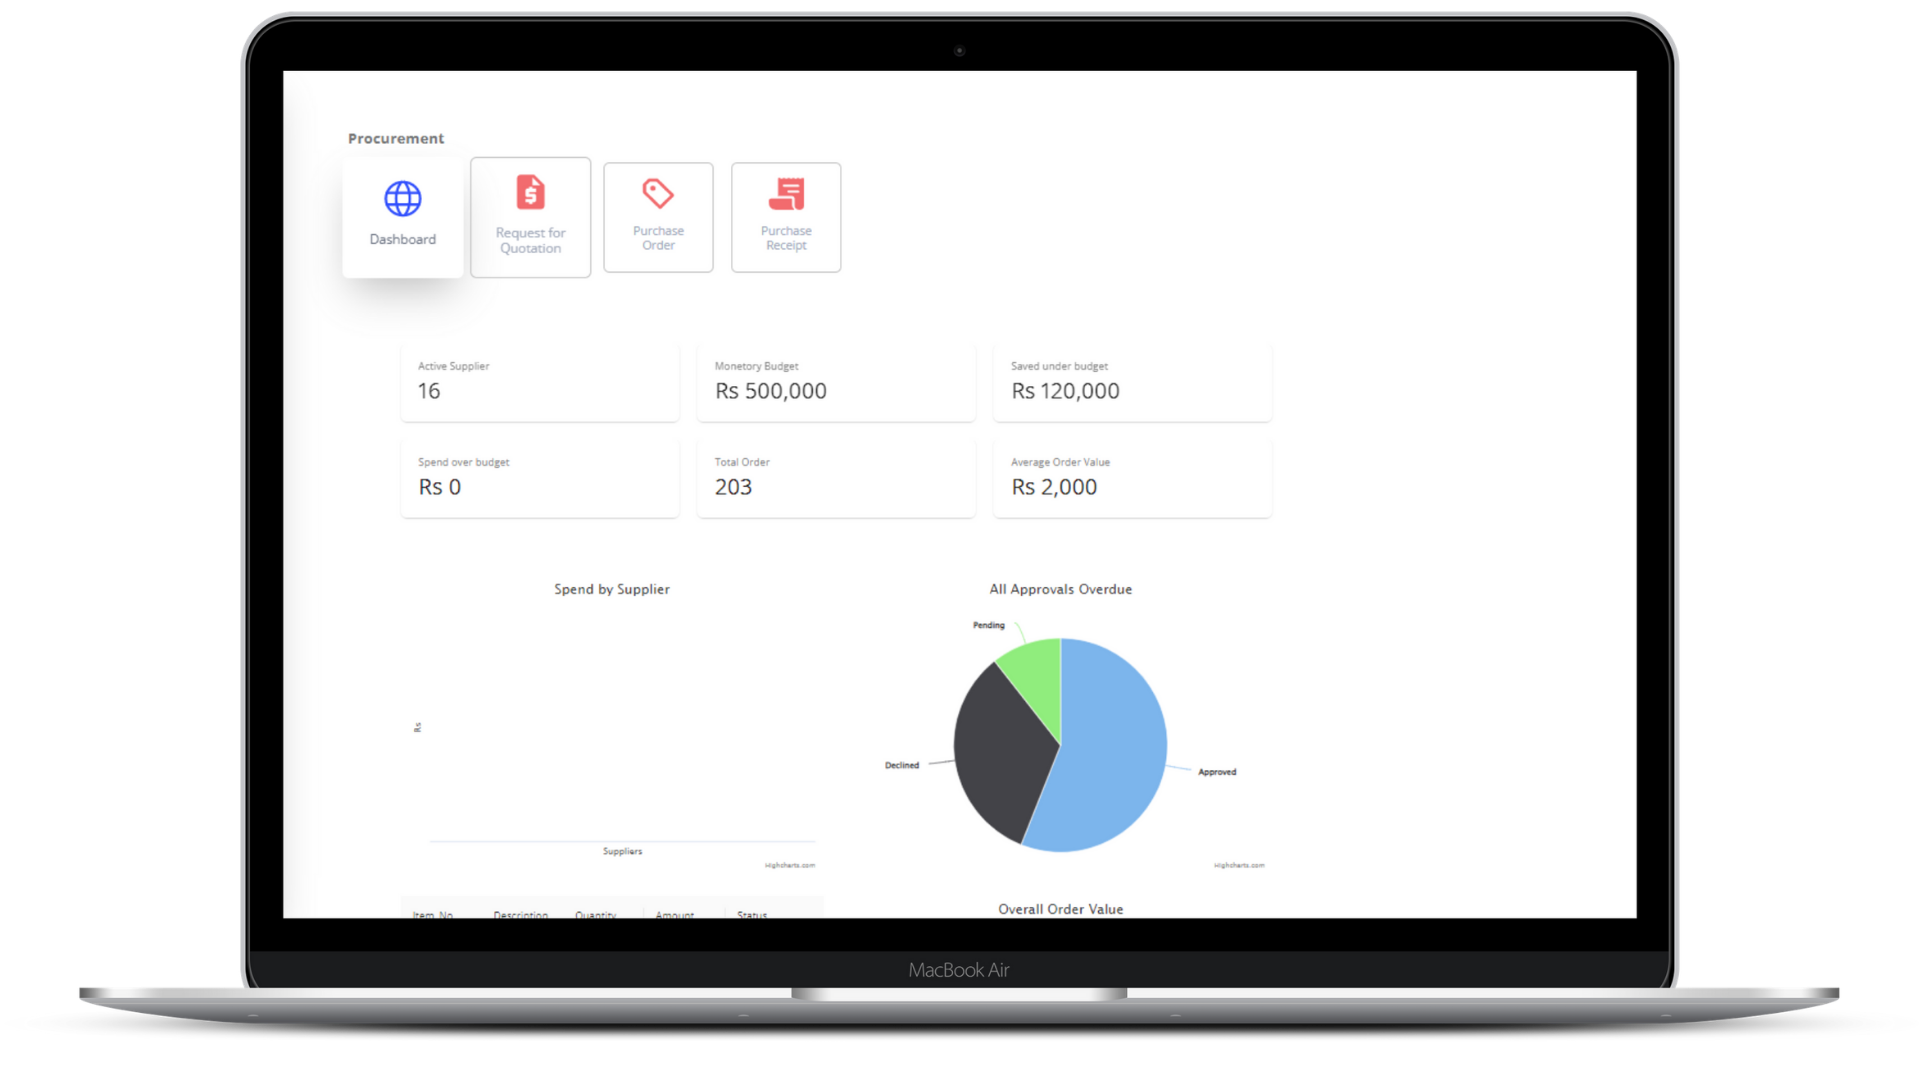 Procurement
Dashboard
Request for
Quotation
Purchase
Order
Purchase
Receipt
Active Supplier
16
Monetory Budget
Rs 500,000
Saved under budget
Rs 120,000
Spend over budget
Rs 0
Total Order
203
Average Order Value
Rs 2,000
Spend by Supplier
Rs
Suppliers
Highcharts.com
All Approvals Overdue
Pending
Declined
Approved
Highcharts.com
Item No
Description
Quantity
Amount
Status
Overall Order Value
MacBook Air